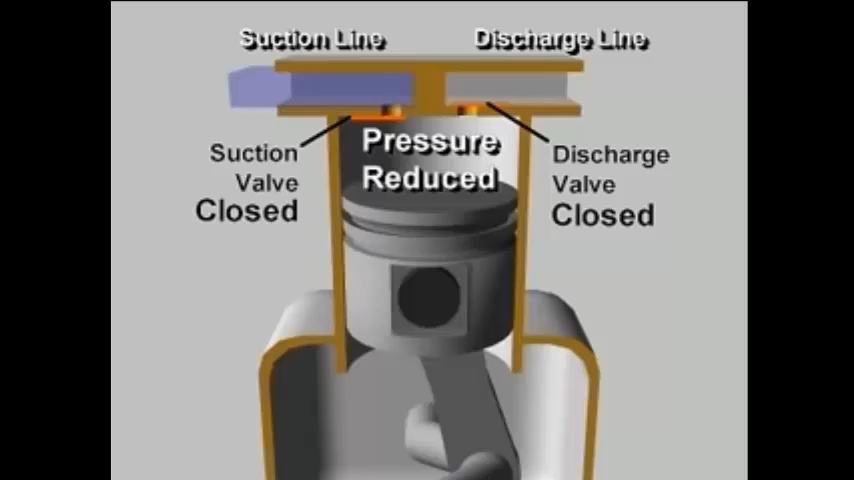 Suction Line
Discharge Line
Pressure
Reduced
Suction
Valve
Closed
Discharge
Valve
Closed